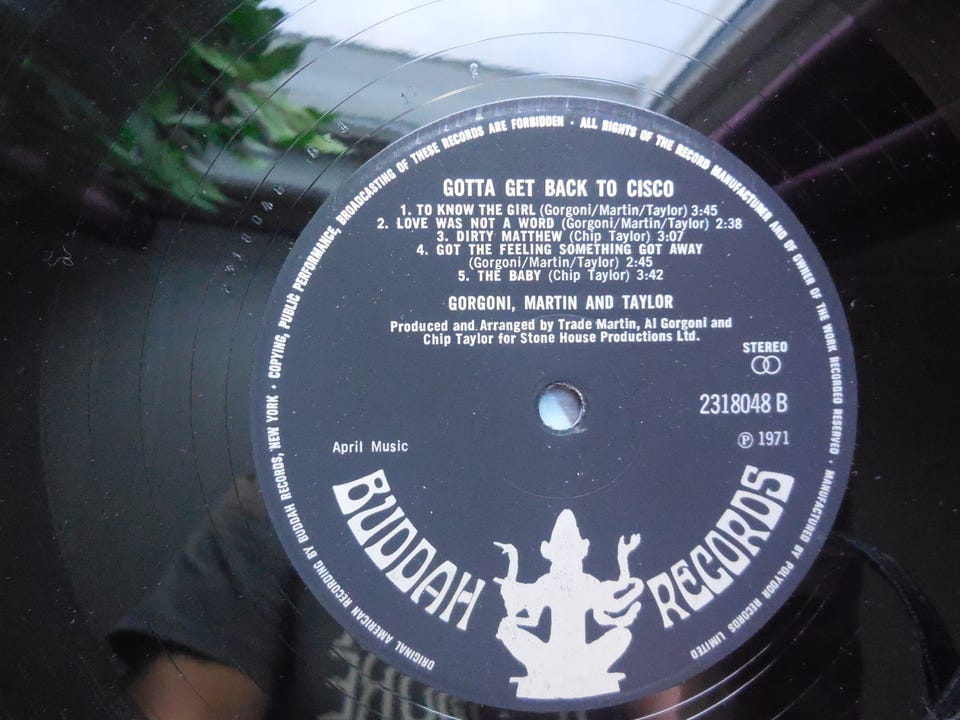 GOTTA GET BACK TO CISCO
1. TO KNOW THE GIRL (Gorgoni/Martin/Taylor) 3:45
2. LOVE WAS NOT A WORD (Gorgoni/Martin/Taylor) 2:38
3. DIRTY MATTHEW (Chip Taylor) 3:07
4. GOT THE FEELING SOMETHING GOT AWAY
(Gorgoni/Martin/Taylor) 2:45
5. THE BABY (Chip Taylor) 3:42
GORGONI, MARTIN AND TAYLOR
Produced and Arranged by Trade Martin, Al Gorgoni and
Chip Taylor for Stone House Productions Ltd.
STEREO
2318048 B
℗ 1971
April Music
BUDDAH RECORDS
ORIGINAL AMERICAN RECORDING BY BUDDAH RECORDS, NEW YORK · COPYING, PUBLIC PERFORMANCE, BROADCASTING OF THESE RECORDS ARE FORBIDDEN · ALL RIGHTS OF THE RECORD MANUFACTURER AND OF OWNER OF THE WORK RECORDED RESERVED · MANUFACTURED BY POLYDOR RECORDS LIMITED